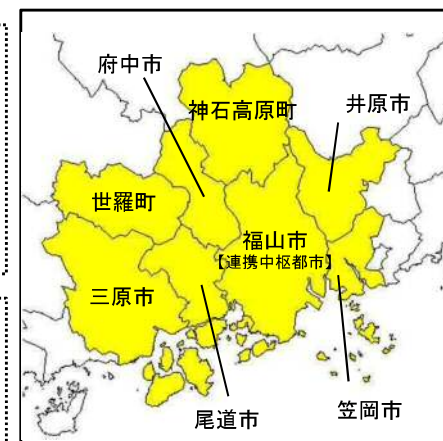 府中市
神石高原町
井原市
世羅町
福山市
【連携中枢都市】
三原市
尾道市
笠岡市